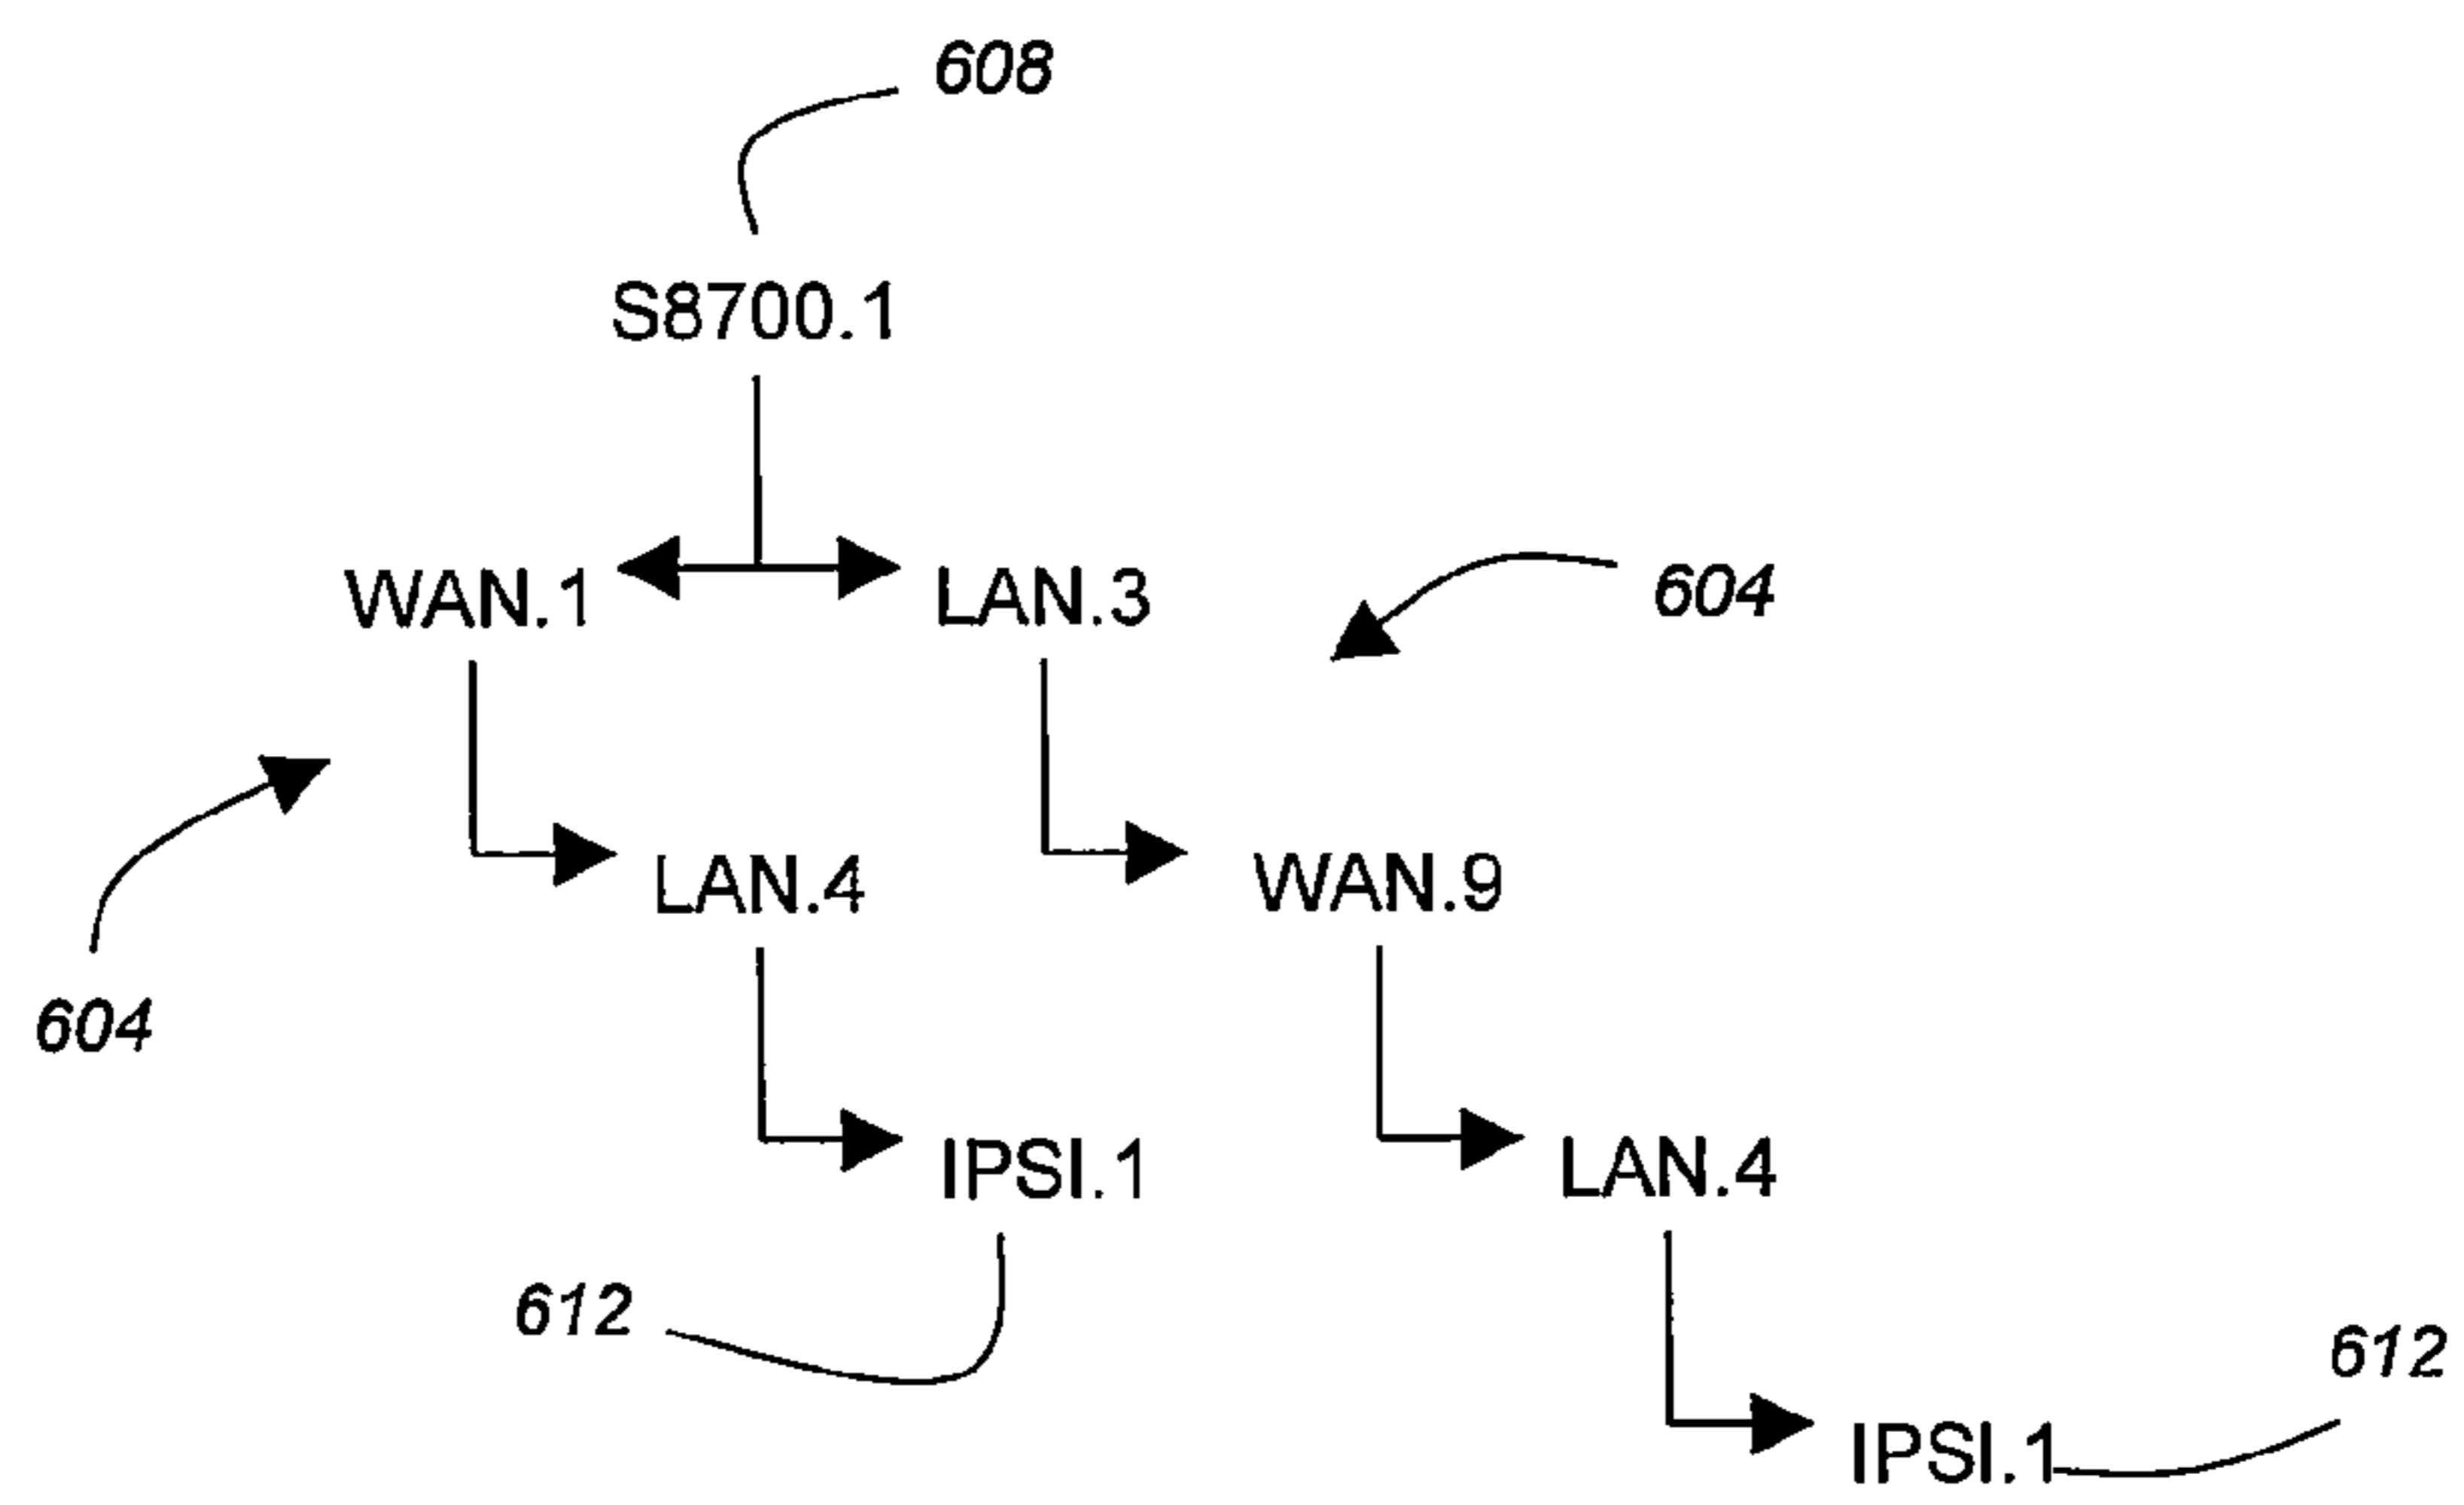 608
S8700.1
WAN.1 LAN.3 604
LAN.4 WAN.9
604
IPSI.1 LAN.4
612 612
IPSI.1